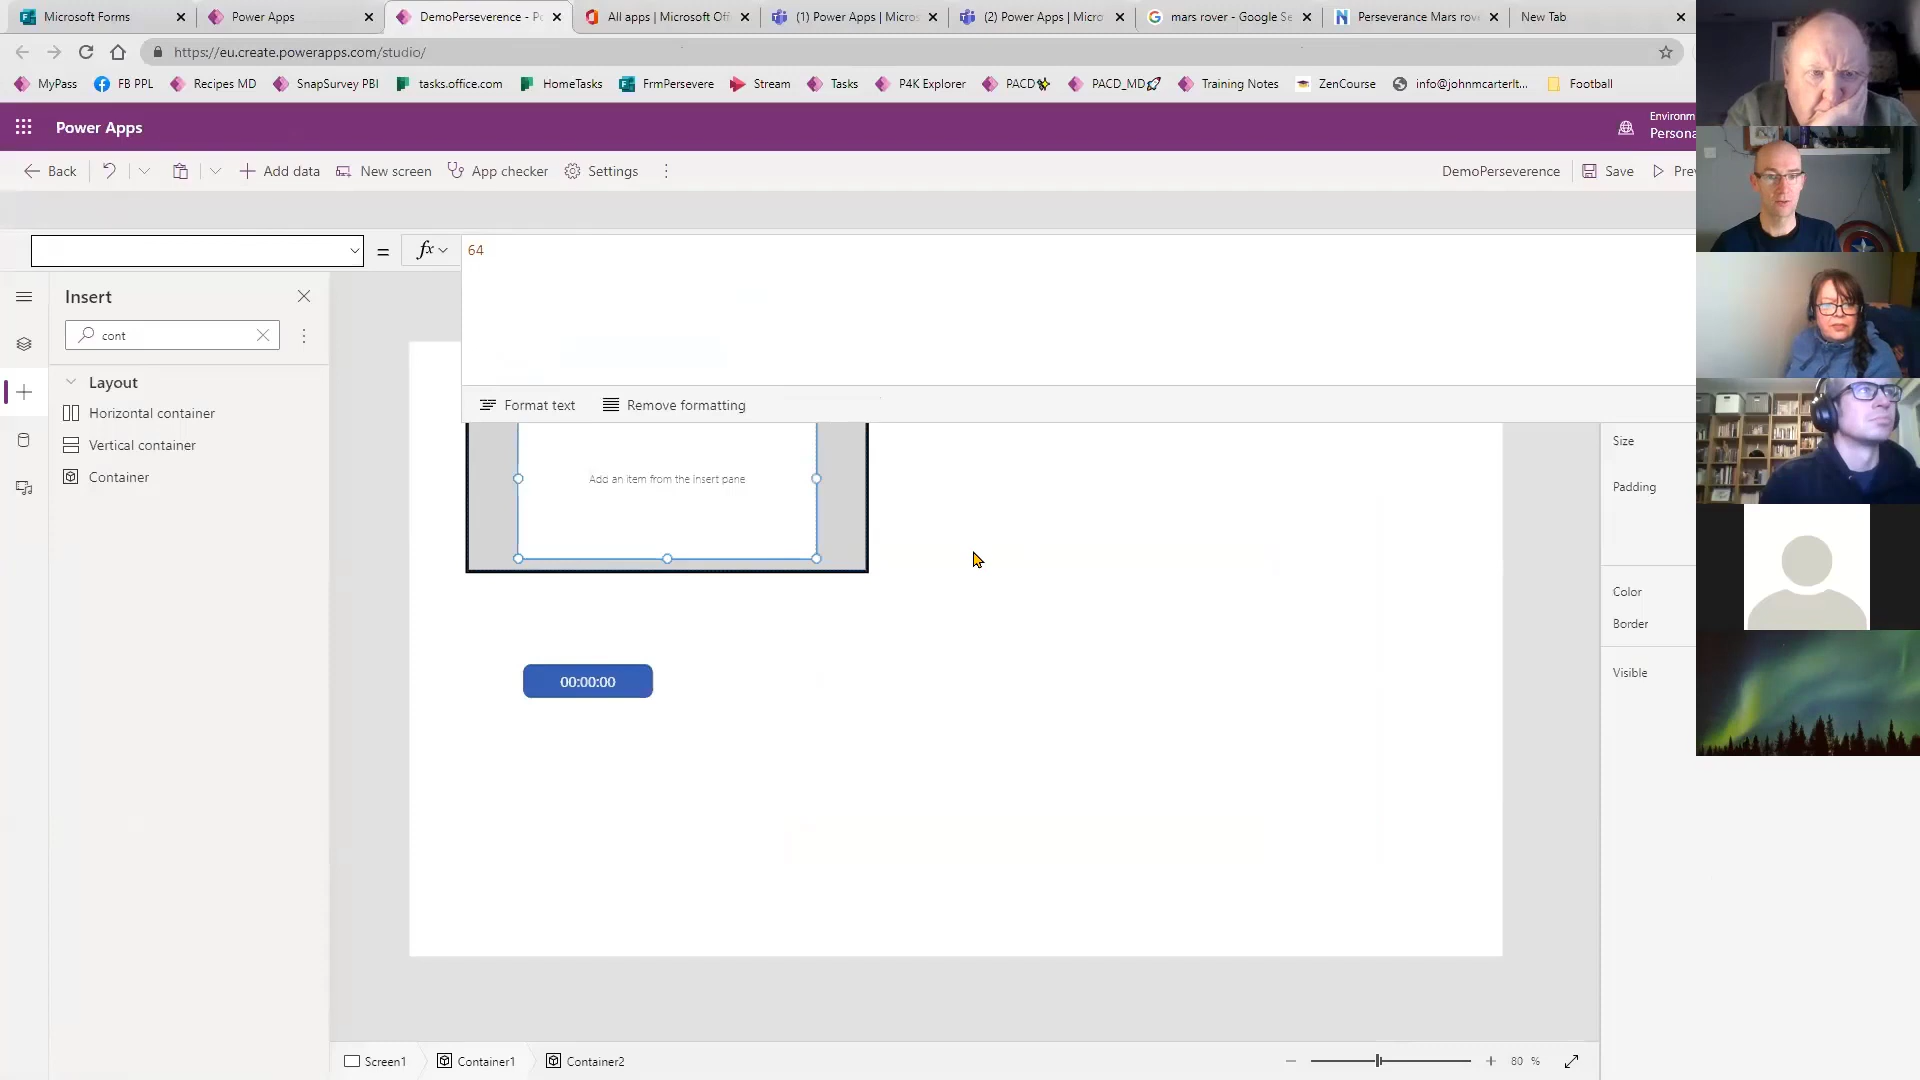 Microsoft Forms
Power Apps
DemoPerseverence - Po
All apps | Microsoft Offi
(1) Power Apps | Micros
(2) Power Apps | Micro
mars rover - Google Se
Perseverance Mars rov
New Tab
https://eu.create.powerapps.com/studio/
MyPass
FB PPL
Recipes MD
SnapSurvey PBI
tasks.office.com
HomeTasks
FrmPersevere
Stream
Tasks
P4K Explorer
PACD✨
PACD_MD🚀
Training Notes
ZenCourse
info@johnmcarterlt...
Football
Power Apps
Environm
Persona
Back
Add data
New screen
App checker
Settings
DemoPerseverence
Save
Prev
=
fx
64
Insert
cont
Layout
Horizontal container
Vertical container
Container
Format text
Remove formatting
Add an item from the insert pane
00:00:00
Size
Padding
Color
Border
Visible
Screen1
Container1
Container2
80 %